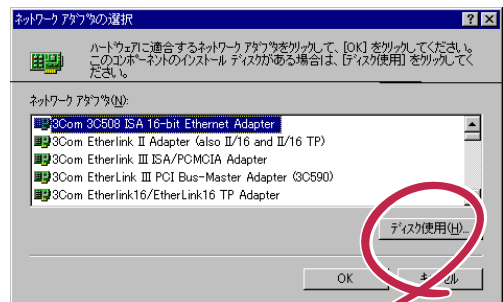 ネットワーク アダプタの選択
ハードウェアに適合するネットワーク アダプタをクリックして、[OK] をクリックしてください。
このコンポーネントのインストール ディスクがある場合は、[ディスク使用] をクリックしてく
ださい。
ネットワーク アダプタ(N):
3Com 3C508 ISA 16-bit Ethernet Adapter
3Com Etherlink II Adapter (also II/16 and II/16 TP)
3Com Etherlink III ISA/PCMCIA Adapter
3Com EtherLink III PCI Bus-Master Adapter (3C590)
3Com Etherlink16/EtherLink16 TP Adapter
ディスク使用(H)...
OK
キャンセル